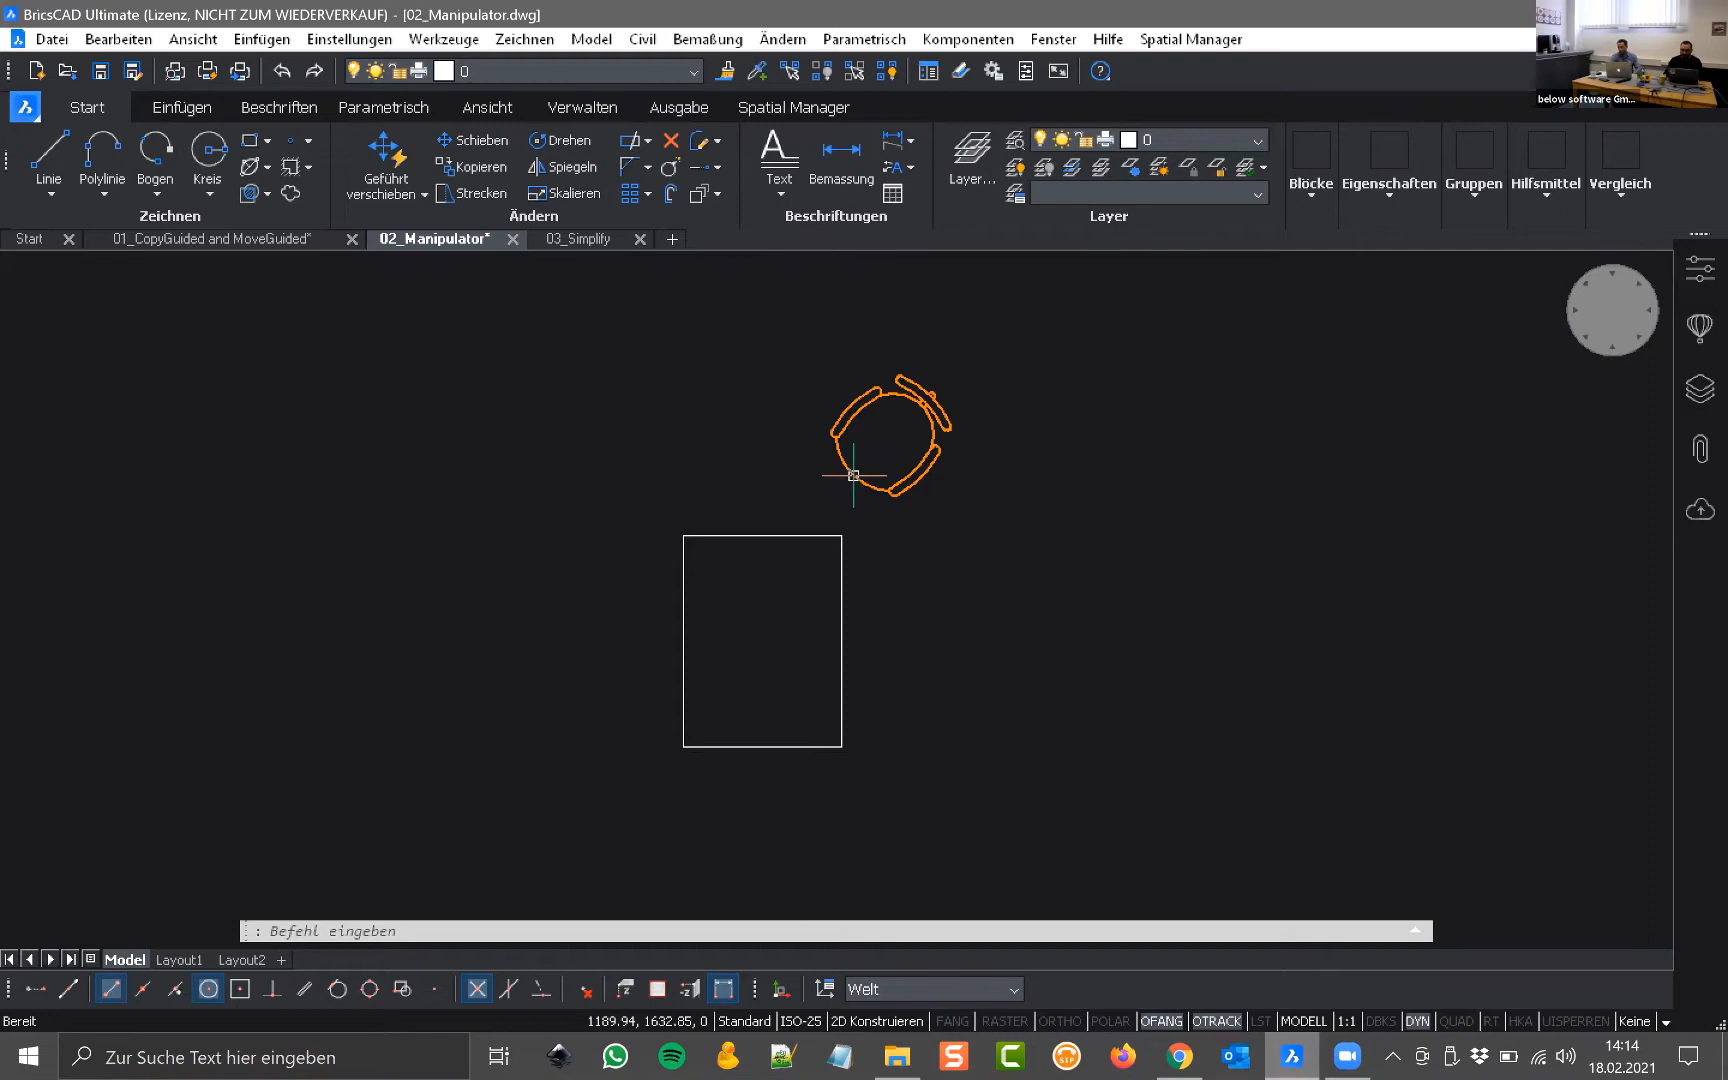 BricsCAD Ultimate (Lizenz, NICHT ZUM WIEDERVERKAUF) - [02_Manipulator.dwg]
Datei Bearbeiten Ansicht Einfügen Einstellungen Werkzeuge Zeichnen Model Civil Bemaßung Ändern Parametrisch Komponenten Fenster Hilfe Spatial Manager
below software Gm...
0
Start Einfügen Beschriften Parametrisch Ansicht Verwalten Ausgabe Spatial Manager
Schieben Drehen 0
Kopieren Spiegeln
Linie Polylinie Bogen Kreis Geführt verschieben Text Bemassung Layer... Blöcke Eigenschaften Gruppen Hilfsmittel Vergleich
Strecken Skalieren
Zeichnen Ändern Beschriftungen Layer
Start 01_CopyGuided and MoveGuided* 02_Manipulator* 03_Simplify
: Befehl eingeben
Model Layout1 Layout2
Welt
Bereit 1189.94, 1632.85, 0 Standard ISO-25 2D Konstruieren FANG RASTER ORTHO POLAR OFANG OTRACK LST MODELL 1:1 DBKS DYN QUAD RT HKA UISPERREN Keine
Zur Suche Text hier eingeben
14:14
18.02.2021